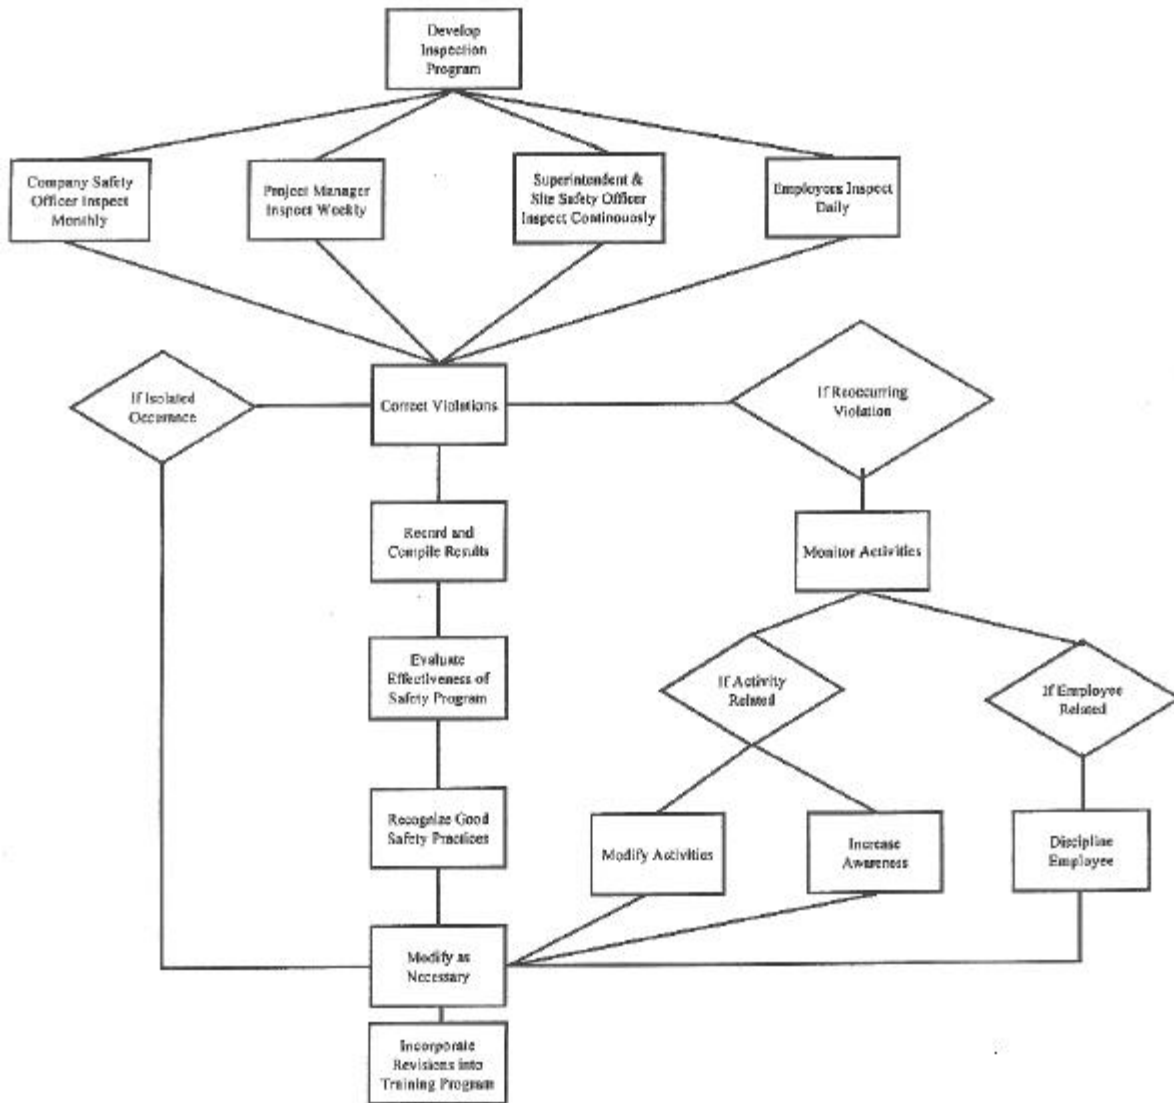 Develop
Inspection
Program
Company Safety
Officer Inspect
Monthly
Project Manager
Inspect Weekly
Superintendent &
Site Safety Officer
Inspect Continuously
Employees Inspect
Daily
If Isolated
Occurance
Correct Violations
If Reoccurring
Violation
Record and
Compile Results
Monitor Activities
Evaluate
Effectiveness of
Safety Program
If Activity
Related
If Employee
Related
Recognize Good
Safety Practices
Modify Activities
Increase
Awareness
Discipline
Employee
Modify as
Necessary
Incorporate
Revisions into
Training Program